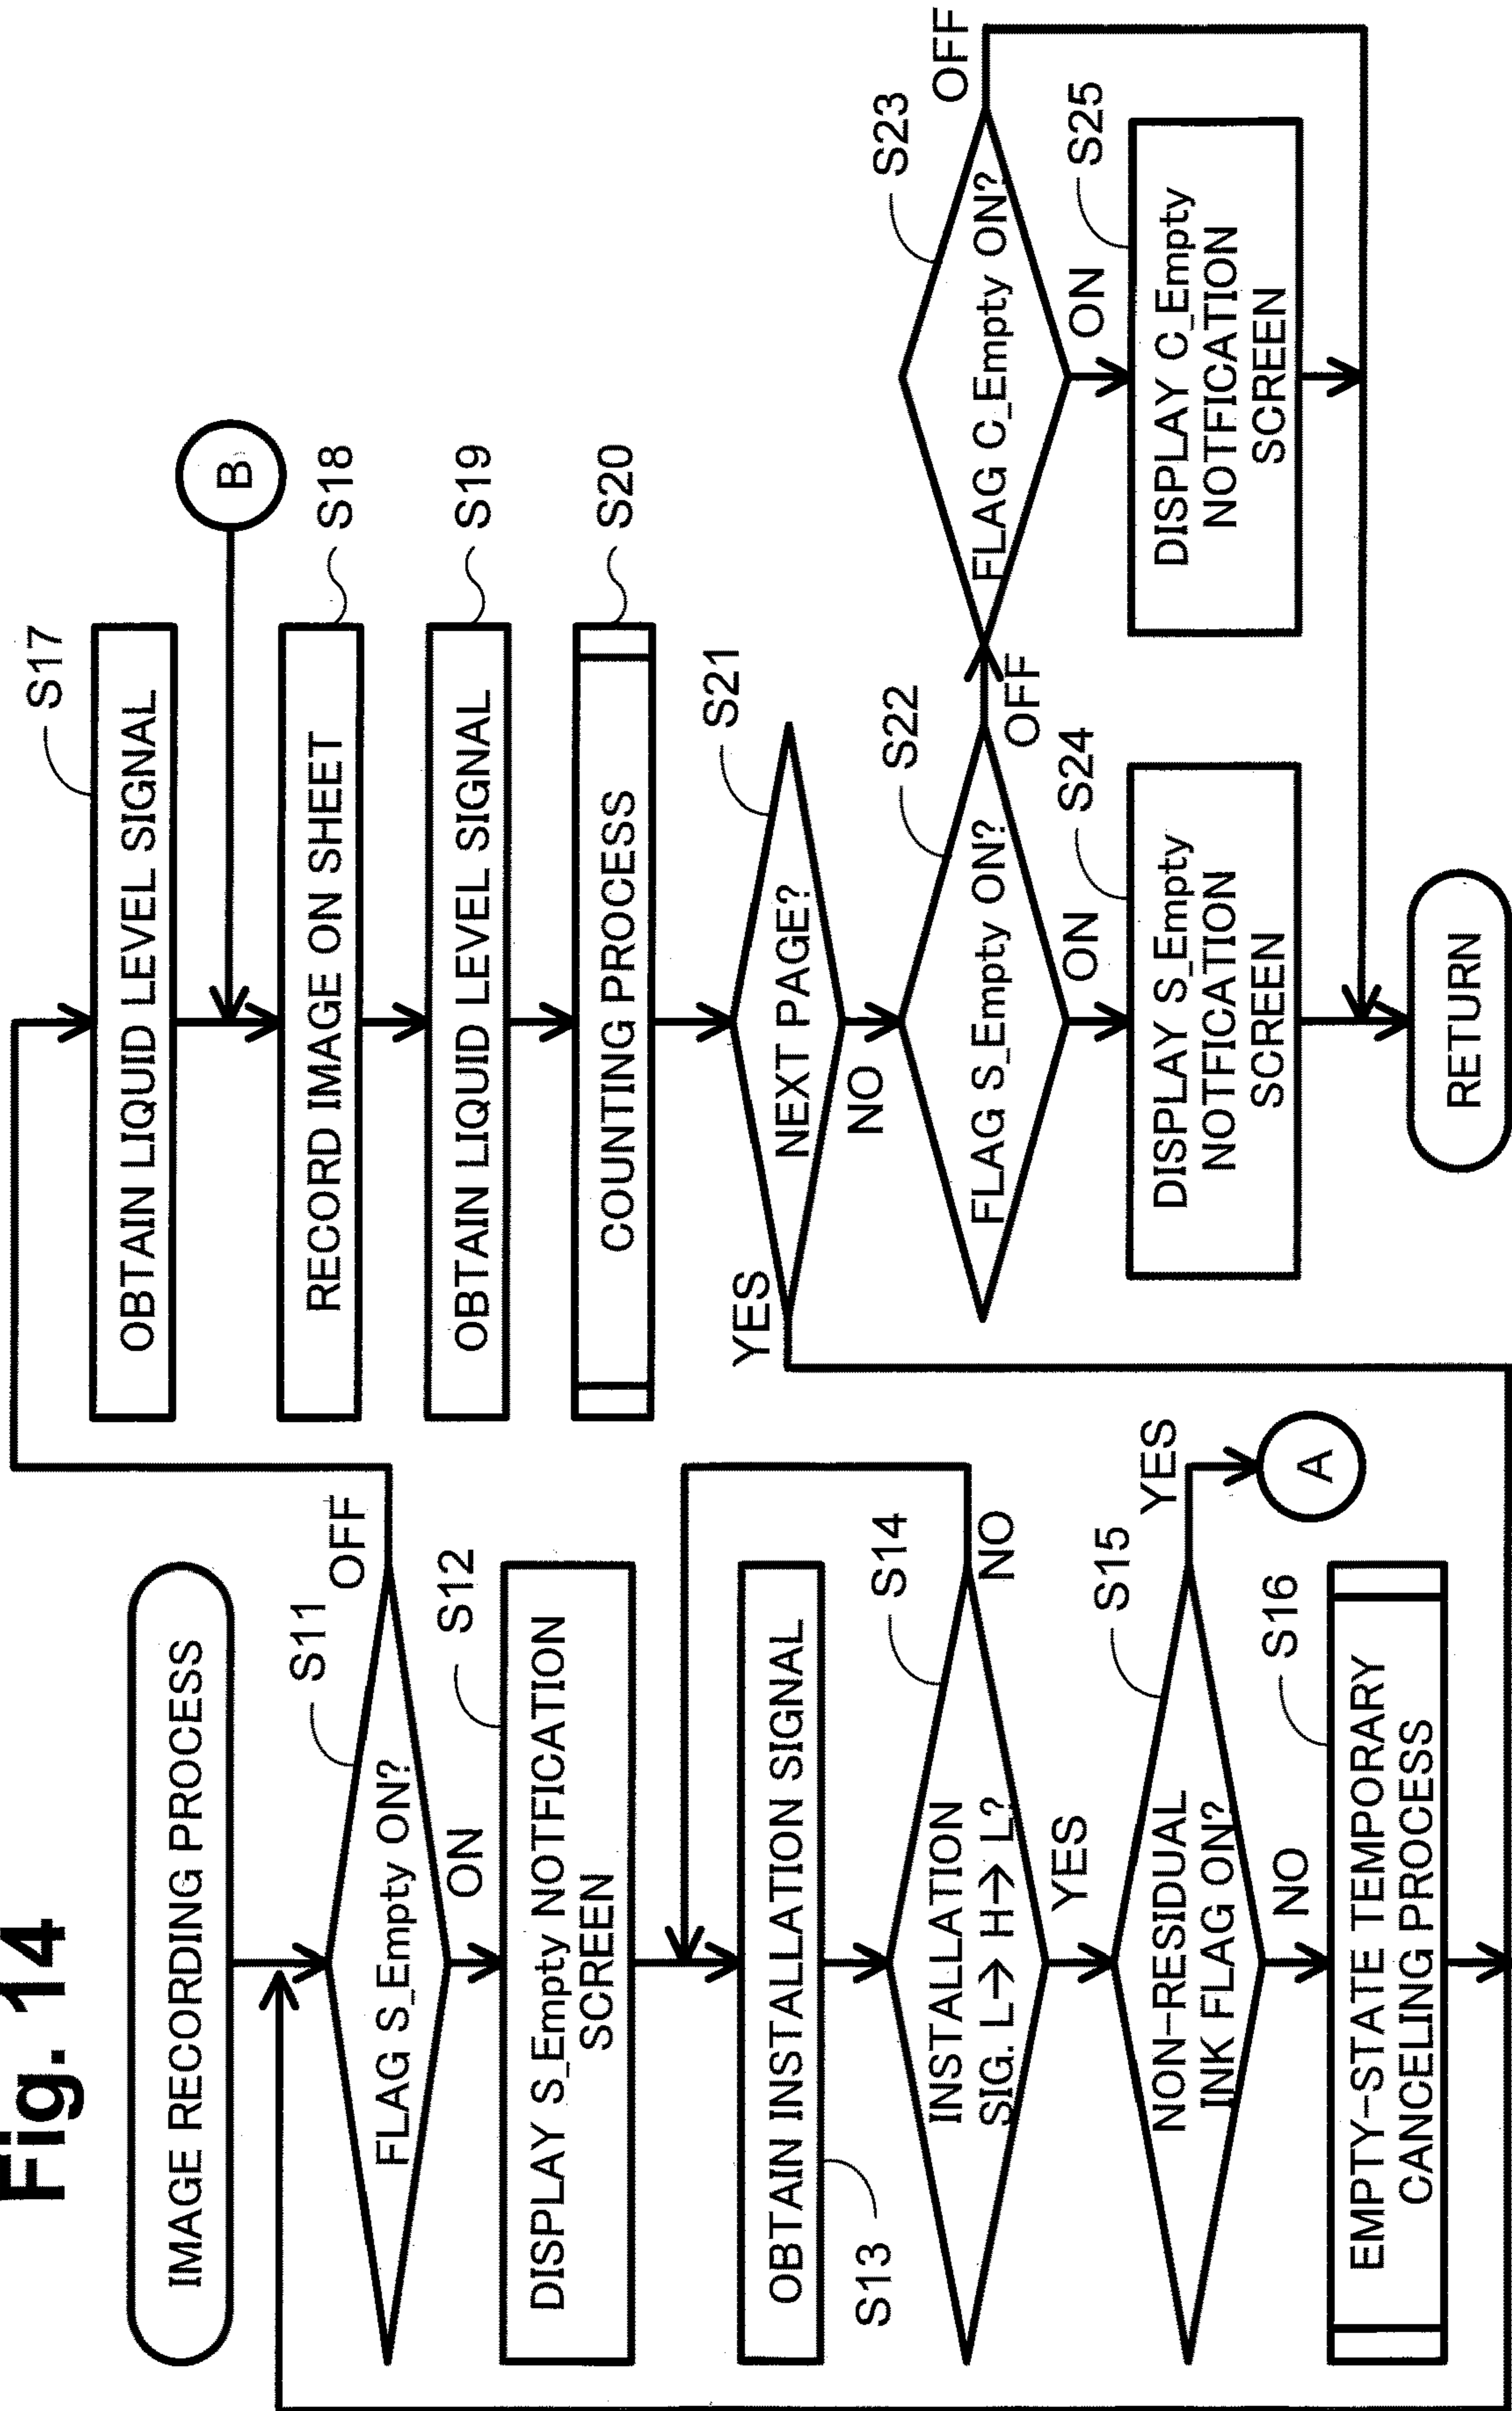 Fig. 14
IMAGE RECORDING PROCESS
S11
FLAG S_Empty ON?
OFF
ON
S12
DISPLAY S_Empty NOTFICATION
SCREEN
OBTAIN INSTALLATION SIGNAL
S13
S14
INSTALLATION
SIG. L→ H→ L?
NO
YES
S15
NON-RESIDUAL
INK FLAG ON?
YES
A
NO
S16
EMPTY-STATE TEMPORARY
CANCELING PROCESS
S17
OBTAIN LIQUID LEVEL SIGNAL
B
RECORD IMAGE ON SHEET
S18
OBTAIN LIQUID LEVEL SIGNAL
S19
COUNTING PROCESS
S20
S21
YES
NEXT PAGE?
NO
S22
FLAG S_Empty ON?
OFF
ON
S23
FLAG C_Empty ON?
OFF
ON
S24
DISPLAY S_Empty
NOTFICATION
SCREEN
S25
DISPLAY C_Empty
NOTFICATION
SCREEN
RETURN